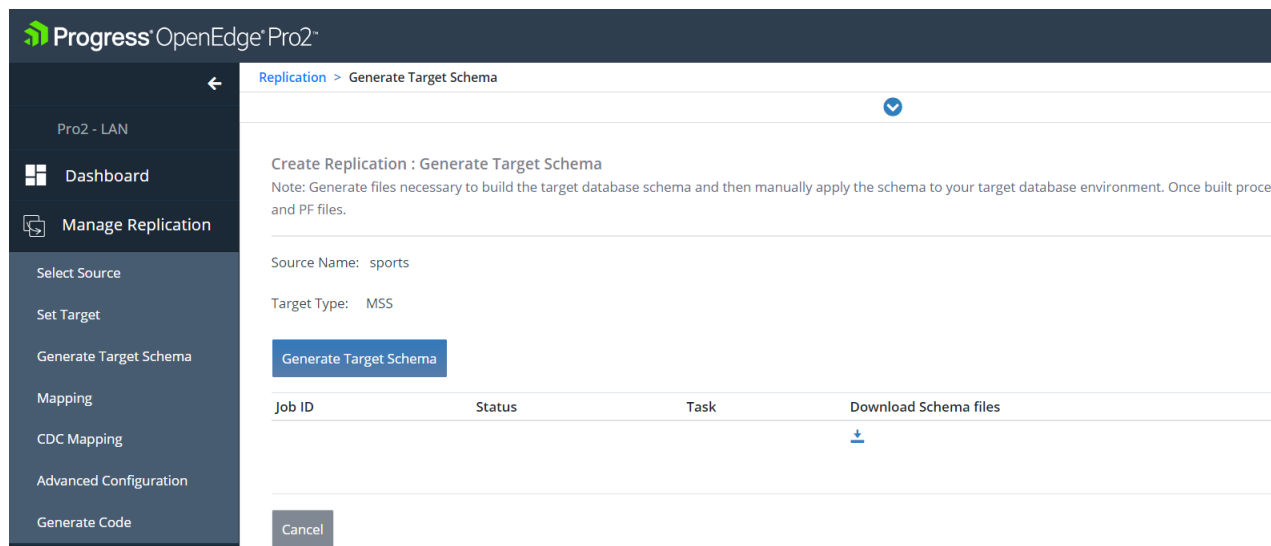 Progress® OpenEdge® Pro2™
Replication > Generate Target Schema
Pro2 - LAN
Dashboard
Manage Replication
Select Source
Set Target
Generate Target Schema
Mapping
CDC Mapping
Advanced Configuration
Generate Code
Create Replication : Generate Target Schema
Note: Generate files necessary to build the target database schema and then manually apply the schema to your target database environment. Once built proce
and PF files.
Source Name: sports
Target Type: MSS
Generate Target Schema
Job ID Status Task Download Schema files
Cancel